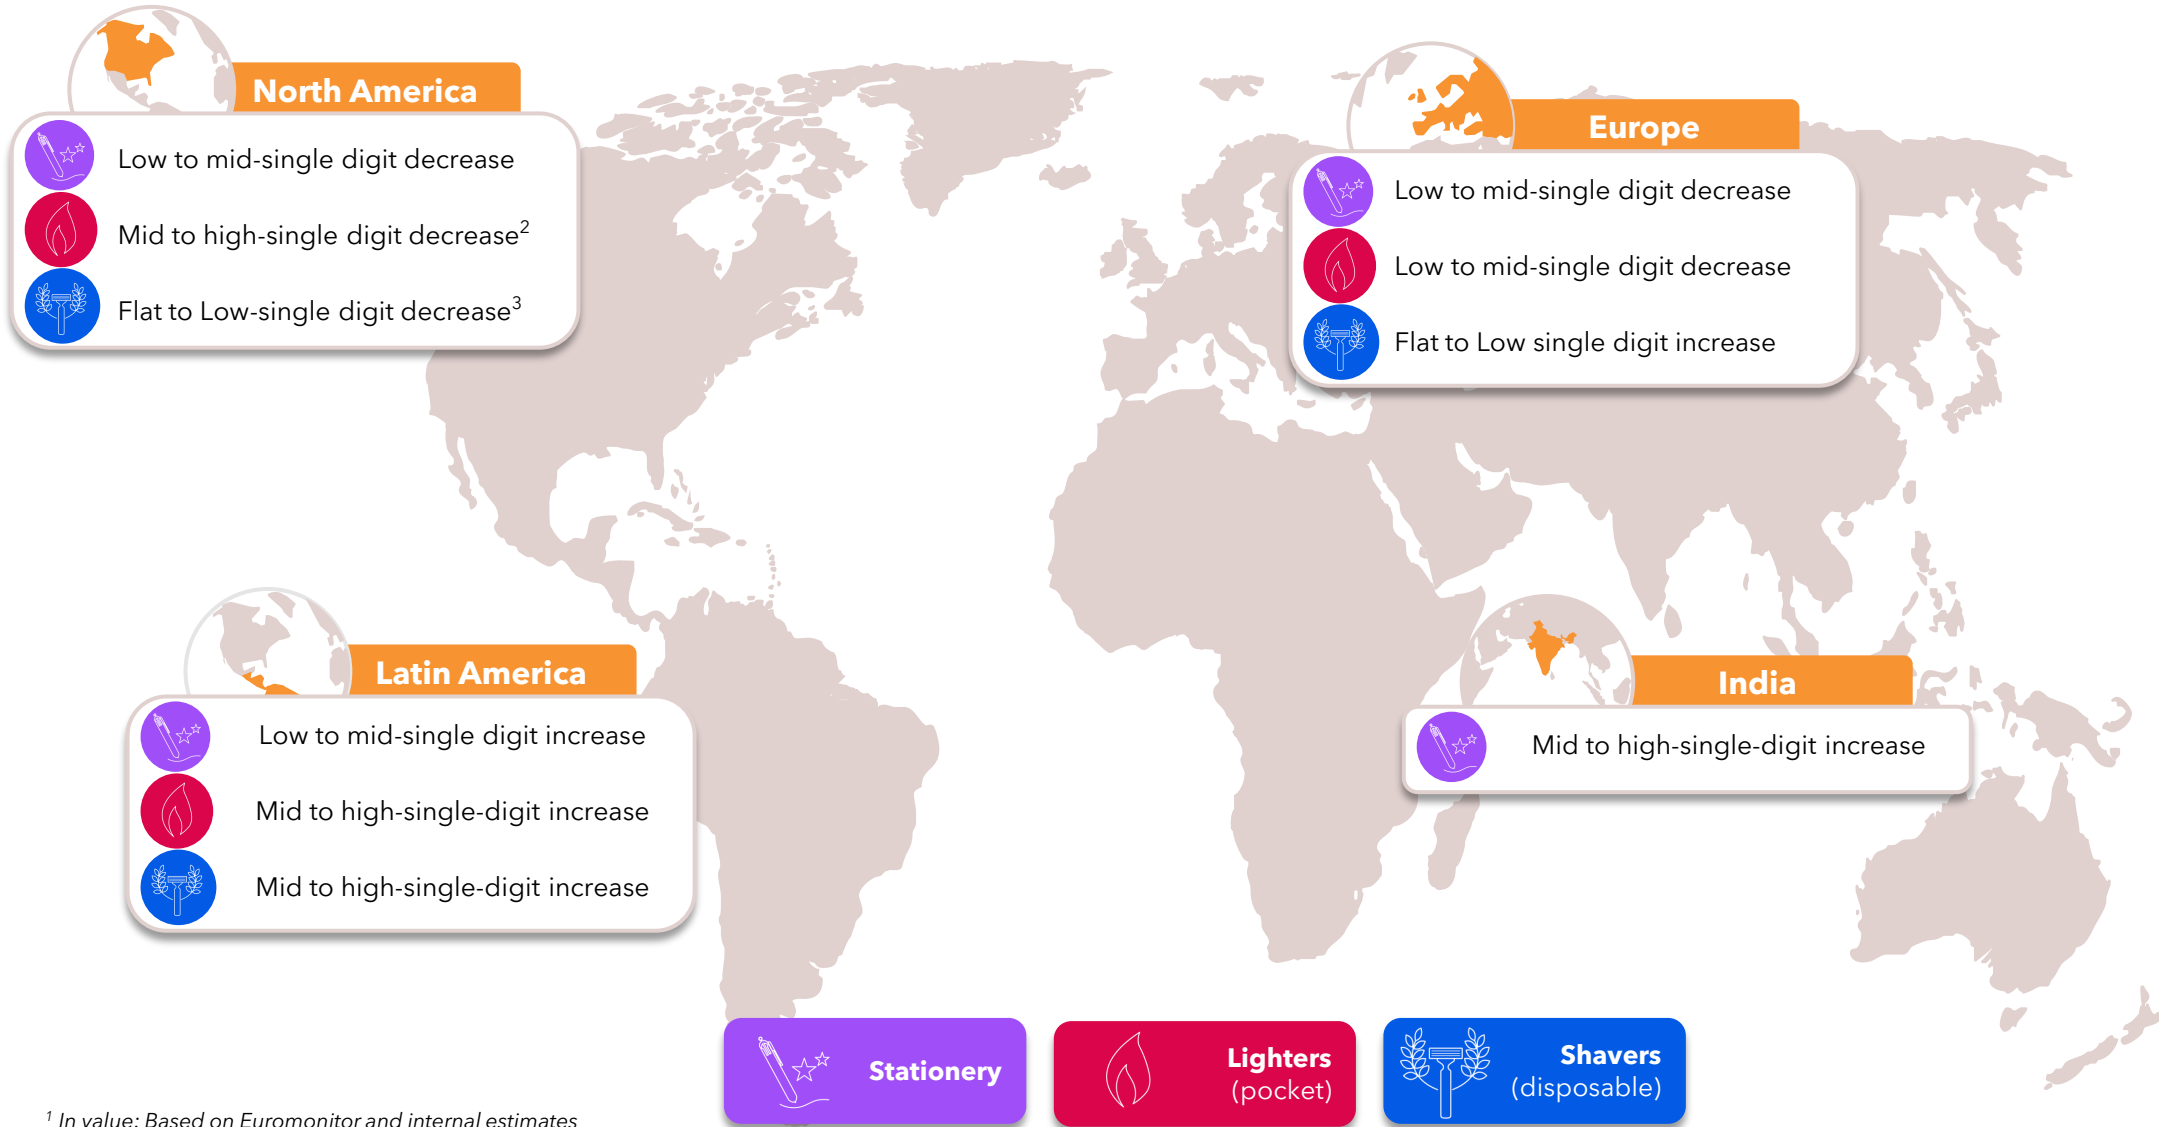 North America
Low to mid-single digit decrease
Mid to high-single digit decrease²
Flat to Low-single digit decrease³
Europe
Low to mid-single digit decrease
Low to mid-single digit decrease
Flat to Low single digit increase
Latin America
Low to mid-single digit increase
Mid to high-single-digit increase
Mid to high-single-digit increase
India
Mid to high-single-digit increase
Stationery
Lighters
(pocket)
Shavers
(disposable)
¹ In value: Based on Euromonitor and internal estimates